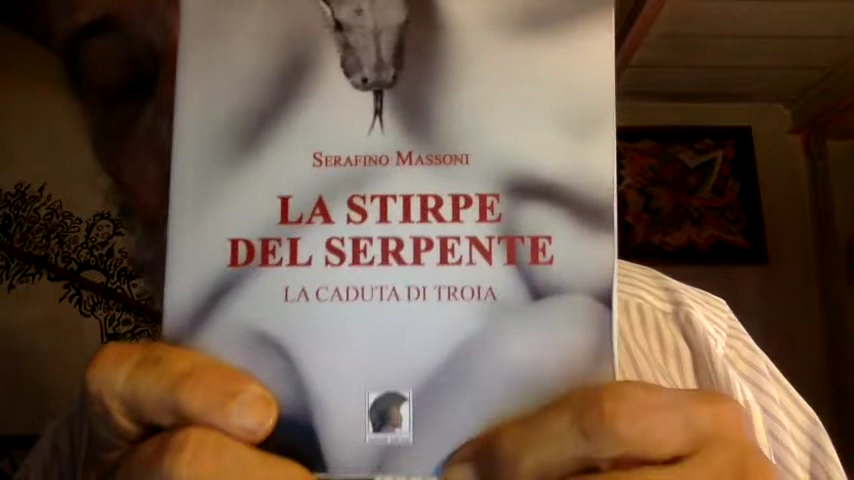 SERAFINO MASSONI
LA STIRPE
DEL SERPENTE
LA CADUTA DI TROIA